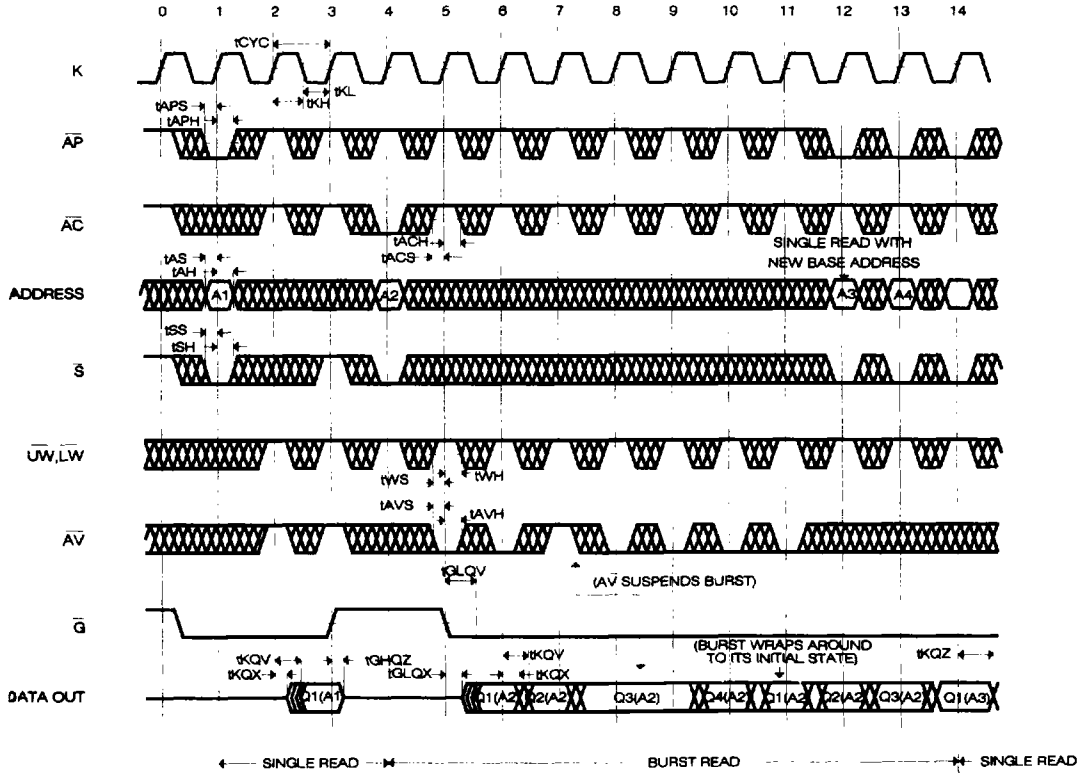 0 1 2 3 4 5 6 7 8 9 10 11 12 13 14
tCYC
K
tKL
tKH
tAPS
tAPH
AP
AC
tACH
tACS
SINGLE READ WITH
NEW BASE ADDRESS
tAS
tAH
ADDRESS
A1 A2 A3 A4
tSS
tSH
S
UW,LW
tWS tWH
tAVS
tAVH
AV
tGLQV
(AV SUSPENDS BURST)
G
(BURST WRAPS AROUND
TO ITS INITIAL STATE)
tKQV tGHQZ tKQV tKQZ
tKQX tGLQX tKQX
DATA OUT
Q1(A1 Q1(A2 Q2(A2 Q3(A2) Q4(A2 Q1(A2 Q2(A2 Q3(A2 Q1(A3)
SINGLE READ BURST READ SINGLE READ